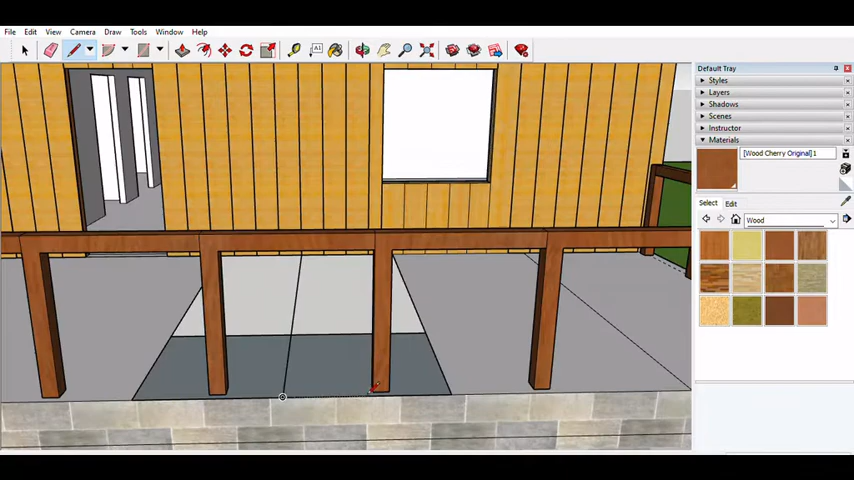 File Edit View Camera Draw Tools Window Help
A1
Default Tray
Styles
Layers
Shadows
Scenes
Instructor
Materials
[Wood Cherry Original]1
Select Edit
Wood